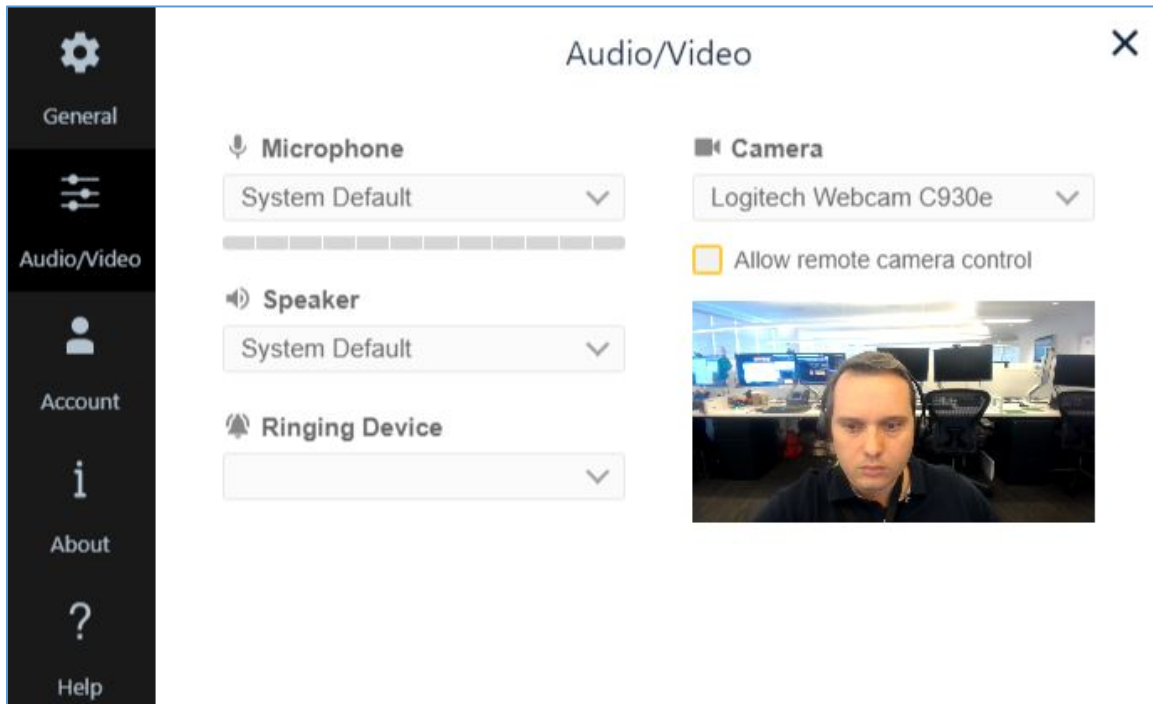 General
Audio/Video
Account
i
About
?
Help
Audio/Video
Microphone
System Default
Speaker
System Default
Ringing Device
Camera
Logitech Webcam C930e
Allow remote camera control